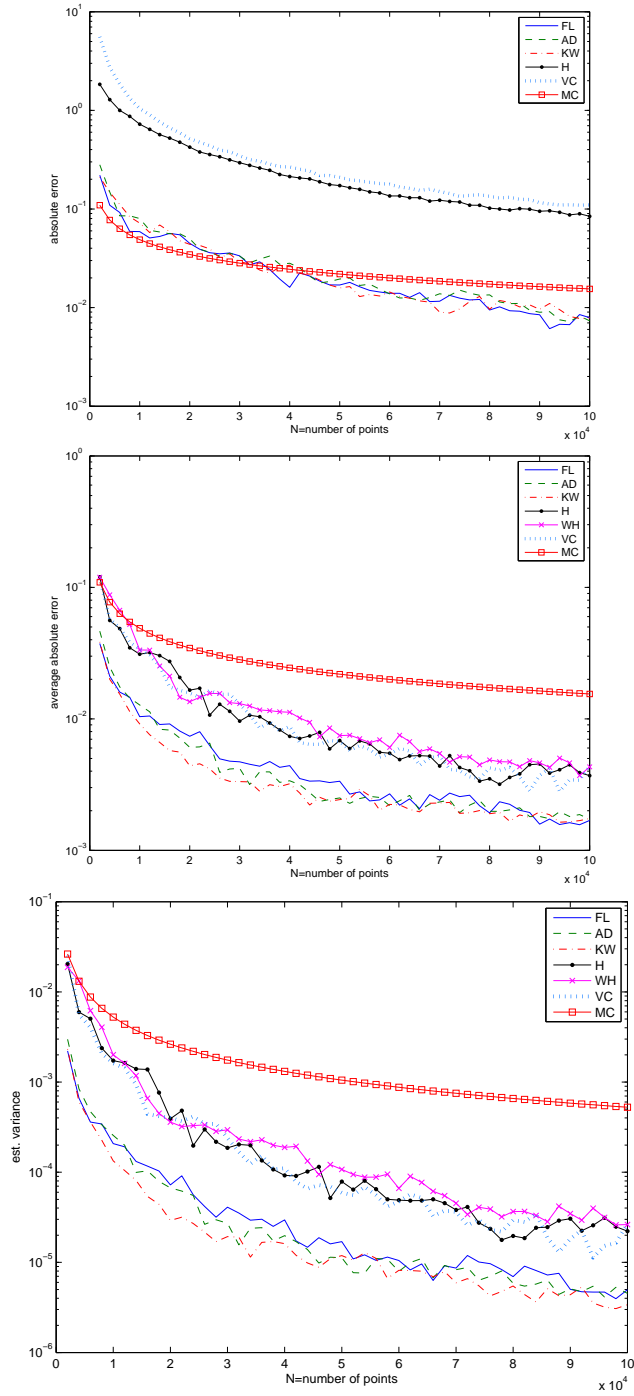 10^1
10^0
10^-1
10^-2
10^-3
absolute error
FL
AD
KW
H
VC
MC
0 1 2 3 4 5 6 7 8 9 10
N=number of points
x 10^4
10^0
10^-1
10^-2
10^-3
average absolute error
FL
AD
KW
H
WH
VC
MC
0 1 2 3 4 5 6 7 8 9 10
N=number of points
x 10^4
10^-1
10^-2
10^-3
10^-4
10^-5
10^-6
est. variance
FL
AD
KW
H
WH
VC
MC
0 1 2 3 4 5 6 7 8 9 10
N=number of points
x 10^4